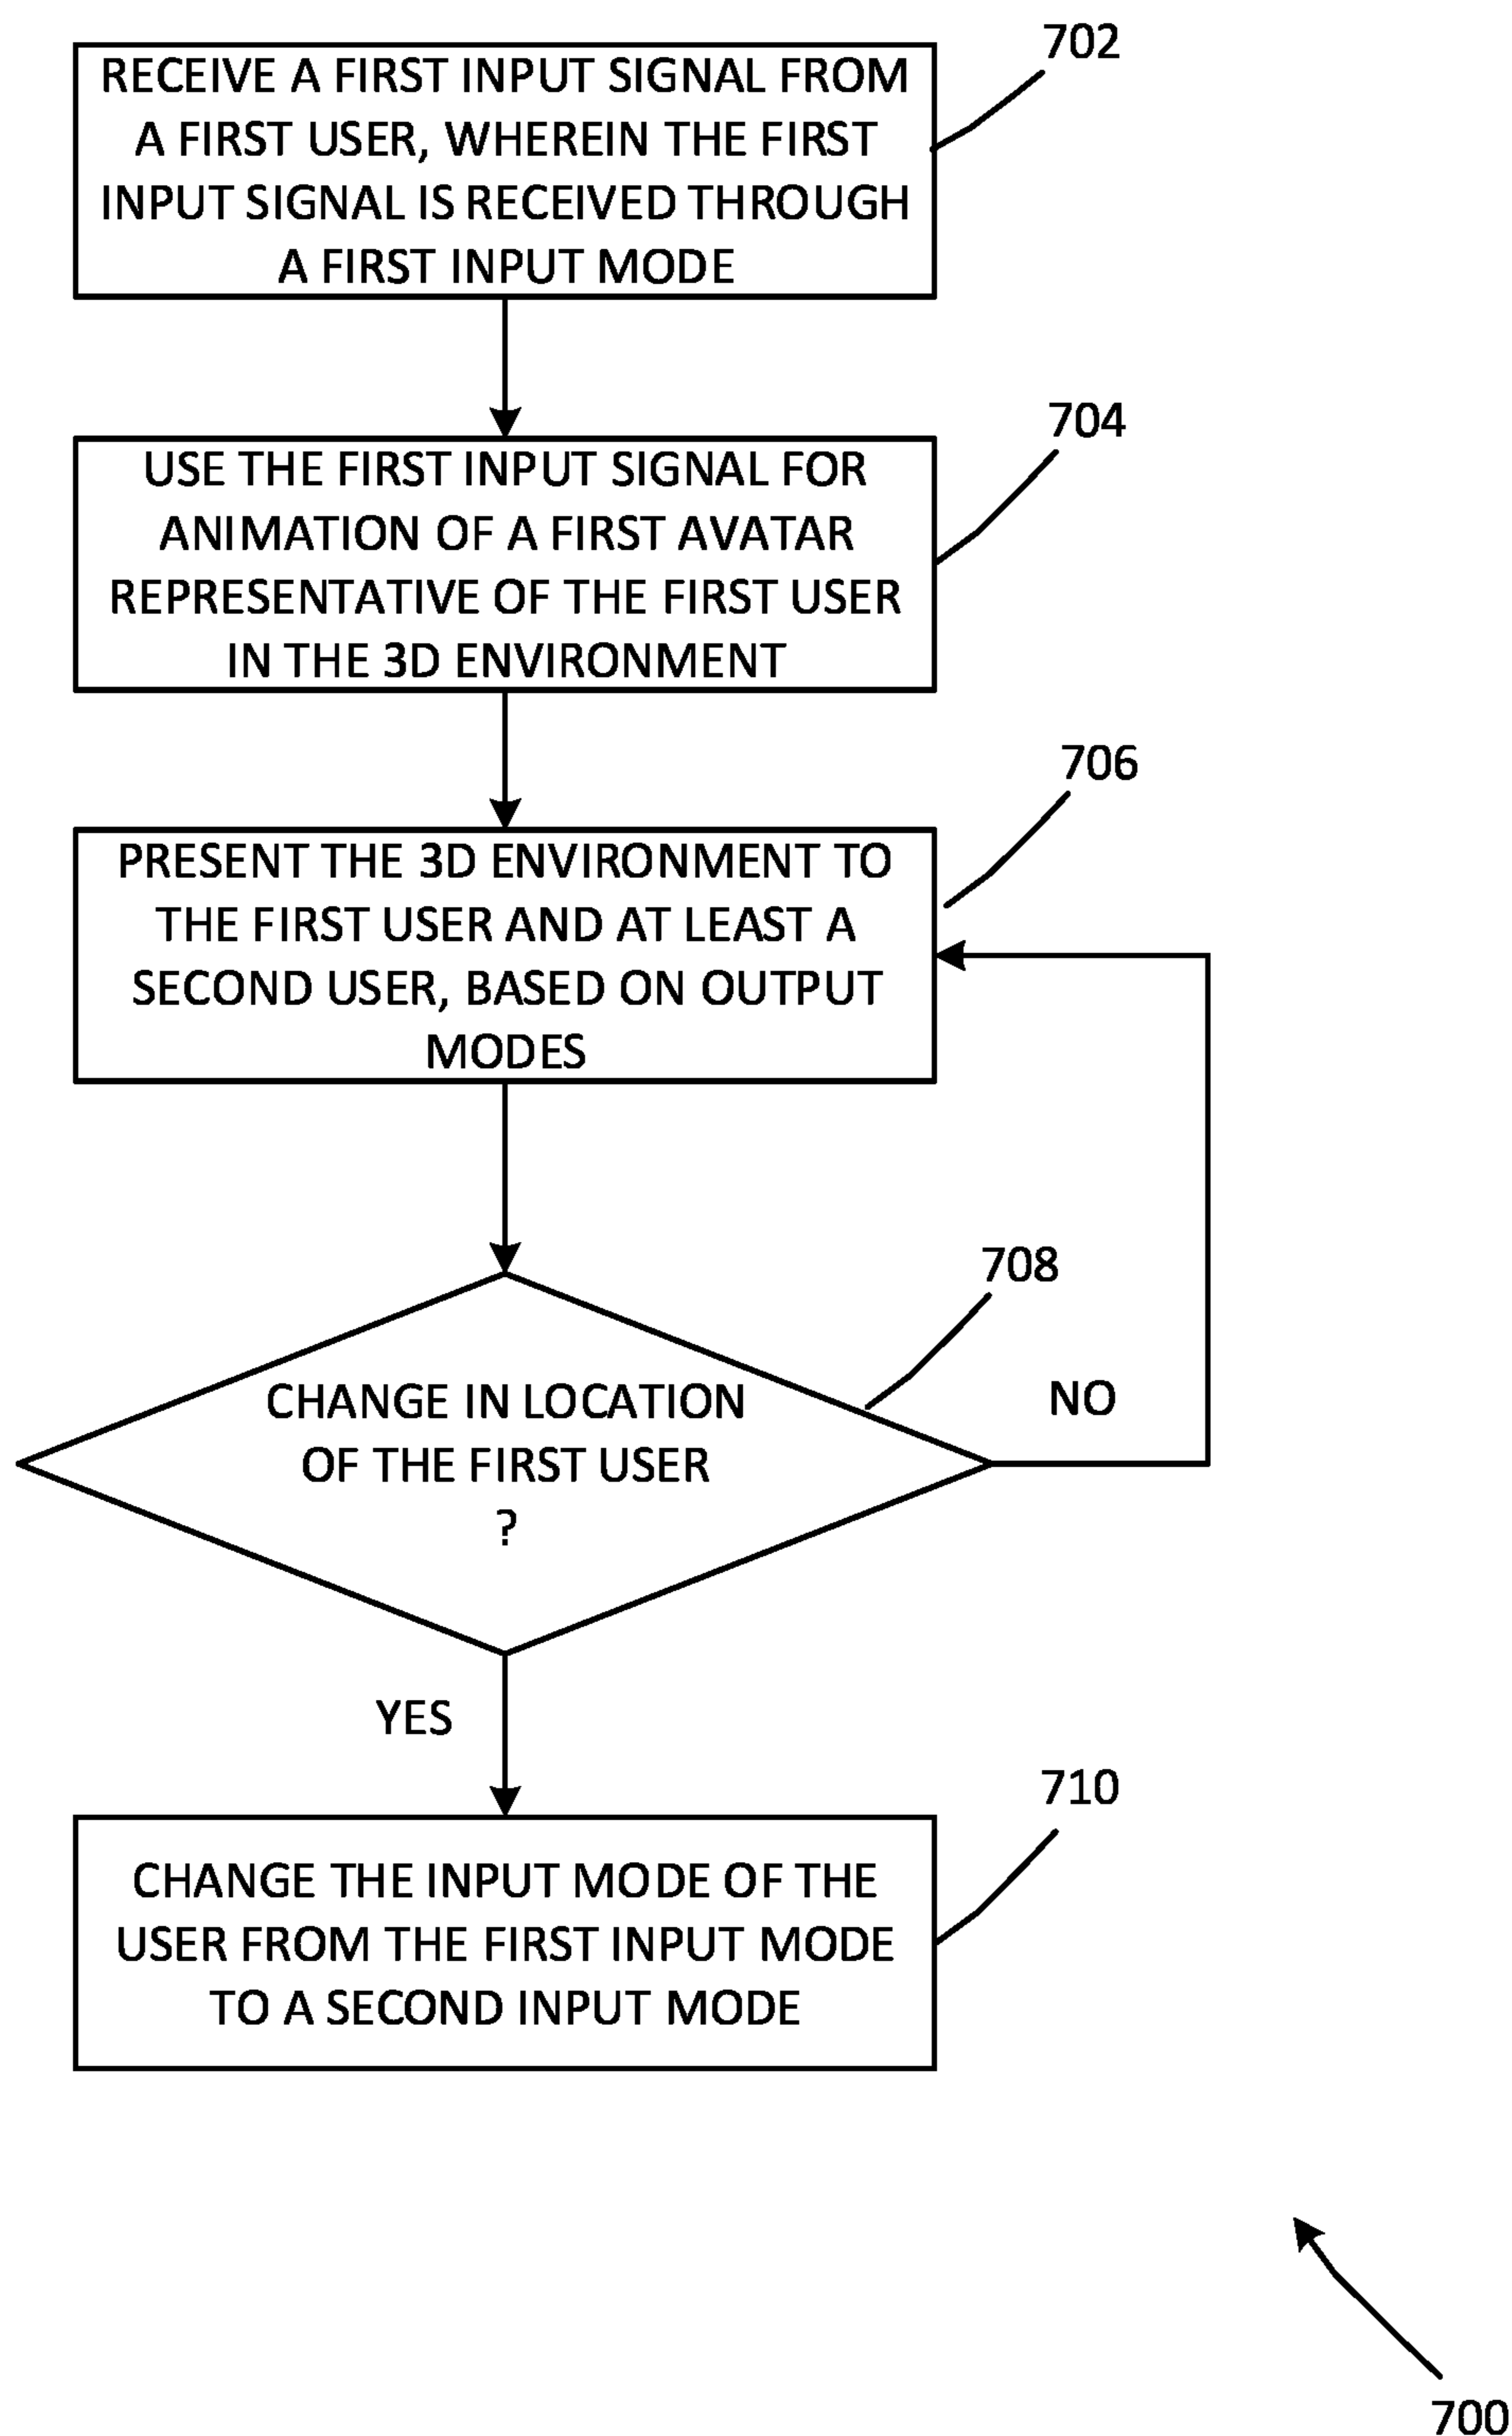 702
RECEIVE A FIRST INPUT SIGNAL FROM
A FIRST USER, WHEREIN THE FIRST
INPUT SIGNAL IS RECEIVED THROUGH
A FIRST INPUT MODE
704
USE THE FIRST INPUT SIGNAL FOR
ANIMATION OF A FIRST AVATAR
REPRESENTATIVE OF THE FIRST USER
IN THE 3D ENVIRONMENT
706
PRESENT THE 3D ENVIRONMENT TO
THE FIRST USER AND AT LEAST A
SECOND USER, BASED ON OUTPUT
MODES
708
CHANGE IN LOCATION
OF THE FIRST USER
?
NO
YES
710
CHANGE THE INPUT MODE OF THE
USER FROM THE FIRST INPUT MODE
TO A SECOND INPUT MODE
700